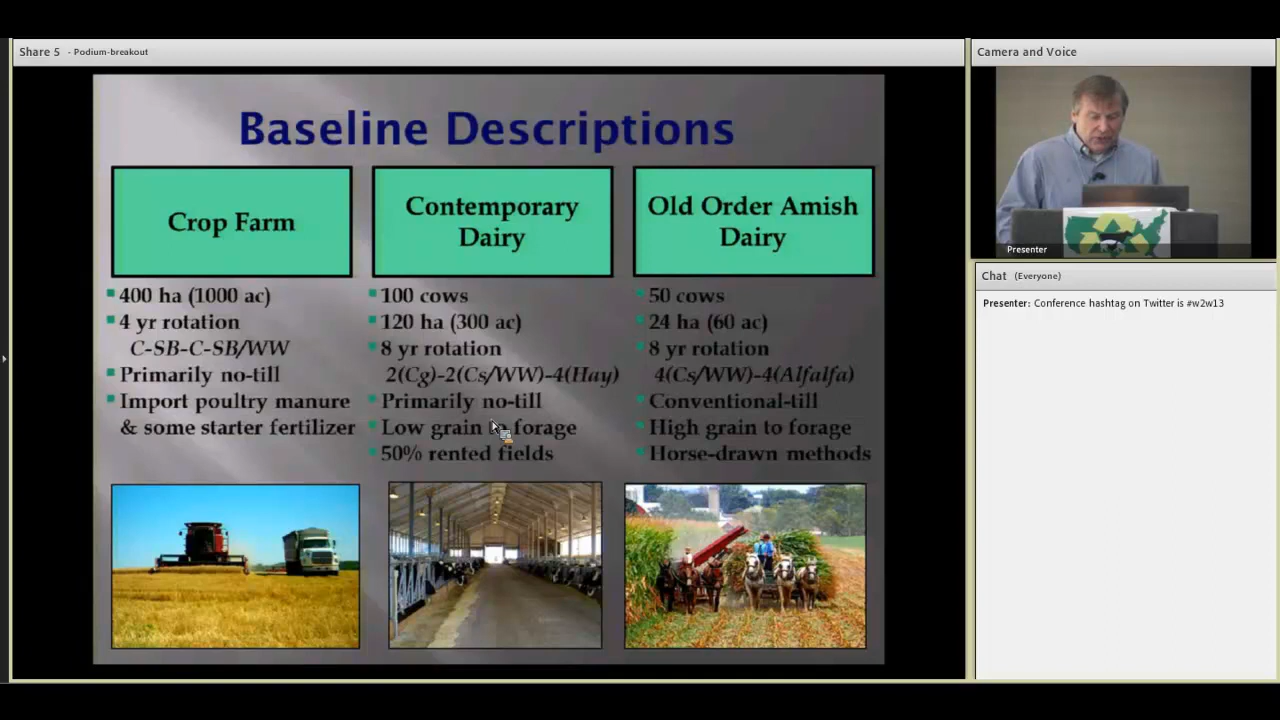 Share 5 - Podium-breakout
Camera and Voice
Baseline Descriptions
Crop Farm
Contemporary
Dairy
Old Order Amish
Dairy
400 ha (1000 ac)
4 yr rotation
C-SB-C-SB/WW
Primarily no-till
Import poultry manure
& some starter fertilizer
100 cows
120 ha (300 ac)
8 yr rotation
2(Cg)-2(Cs/WW)-4(Hay)
Primarily no-till
Low grain to forage
50% rented fields
50 cows
24 ha (60 ac)
8 yr rotation
4(Cs/WW)-4(Alfalfa)
Conventional-till
High grain to forage
Horse-drawn methods
Presenter
Chat (Everyone)
Presenter: Conference hashtag on Twitter is #w2w13